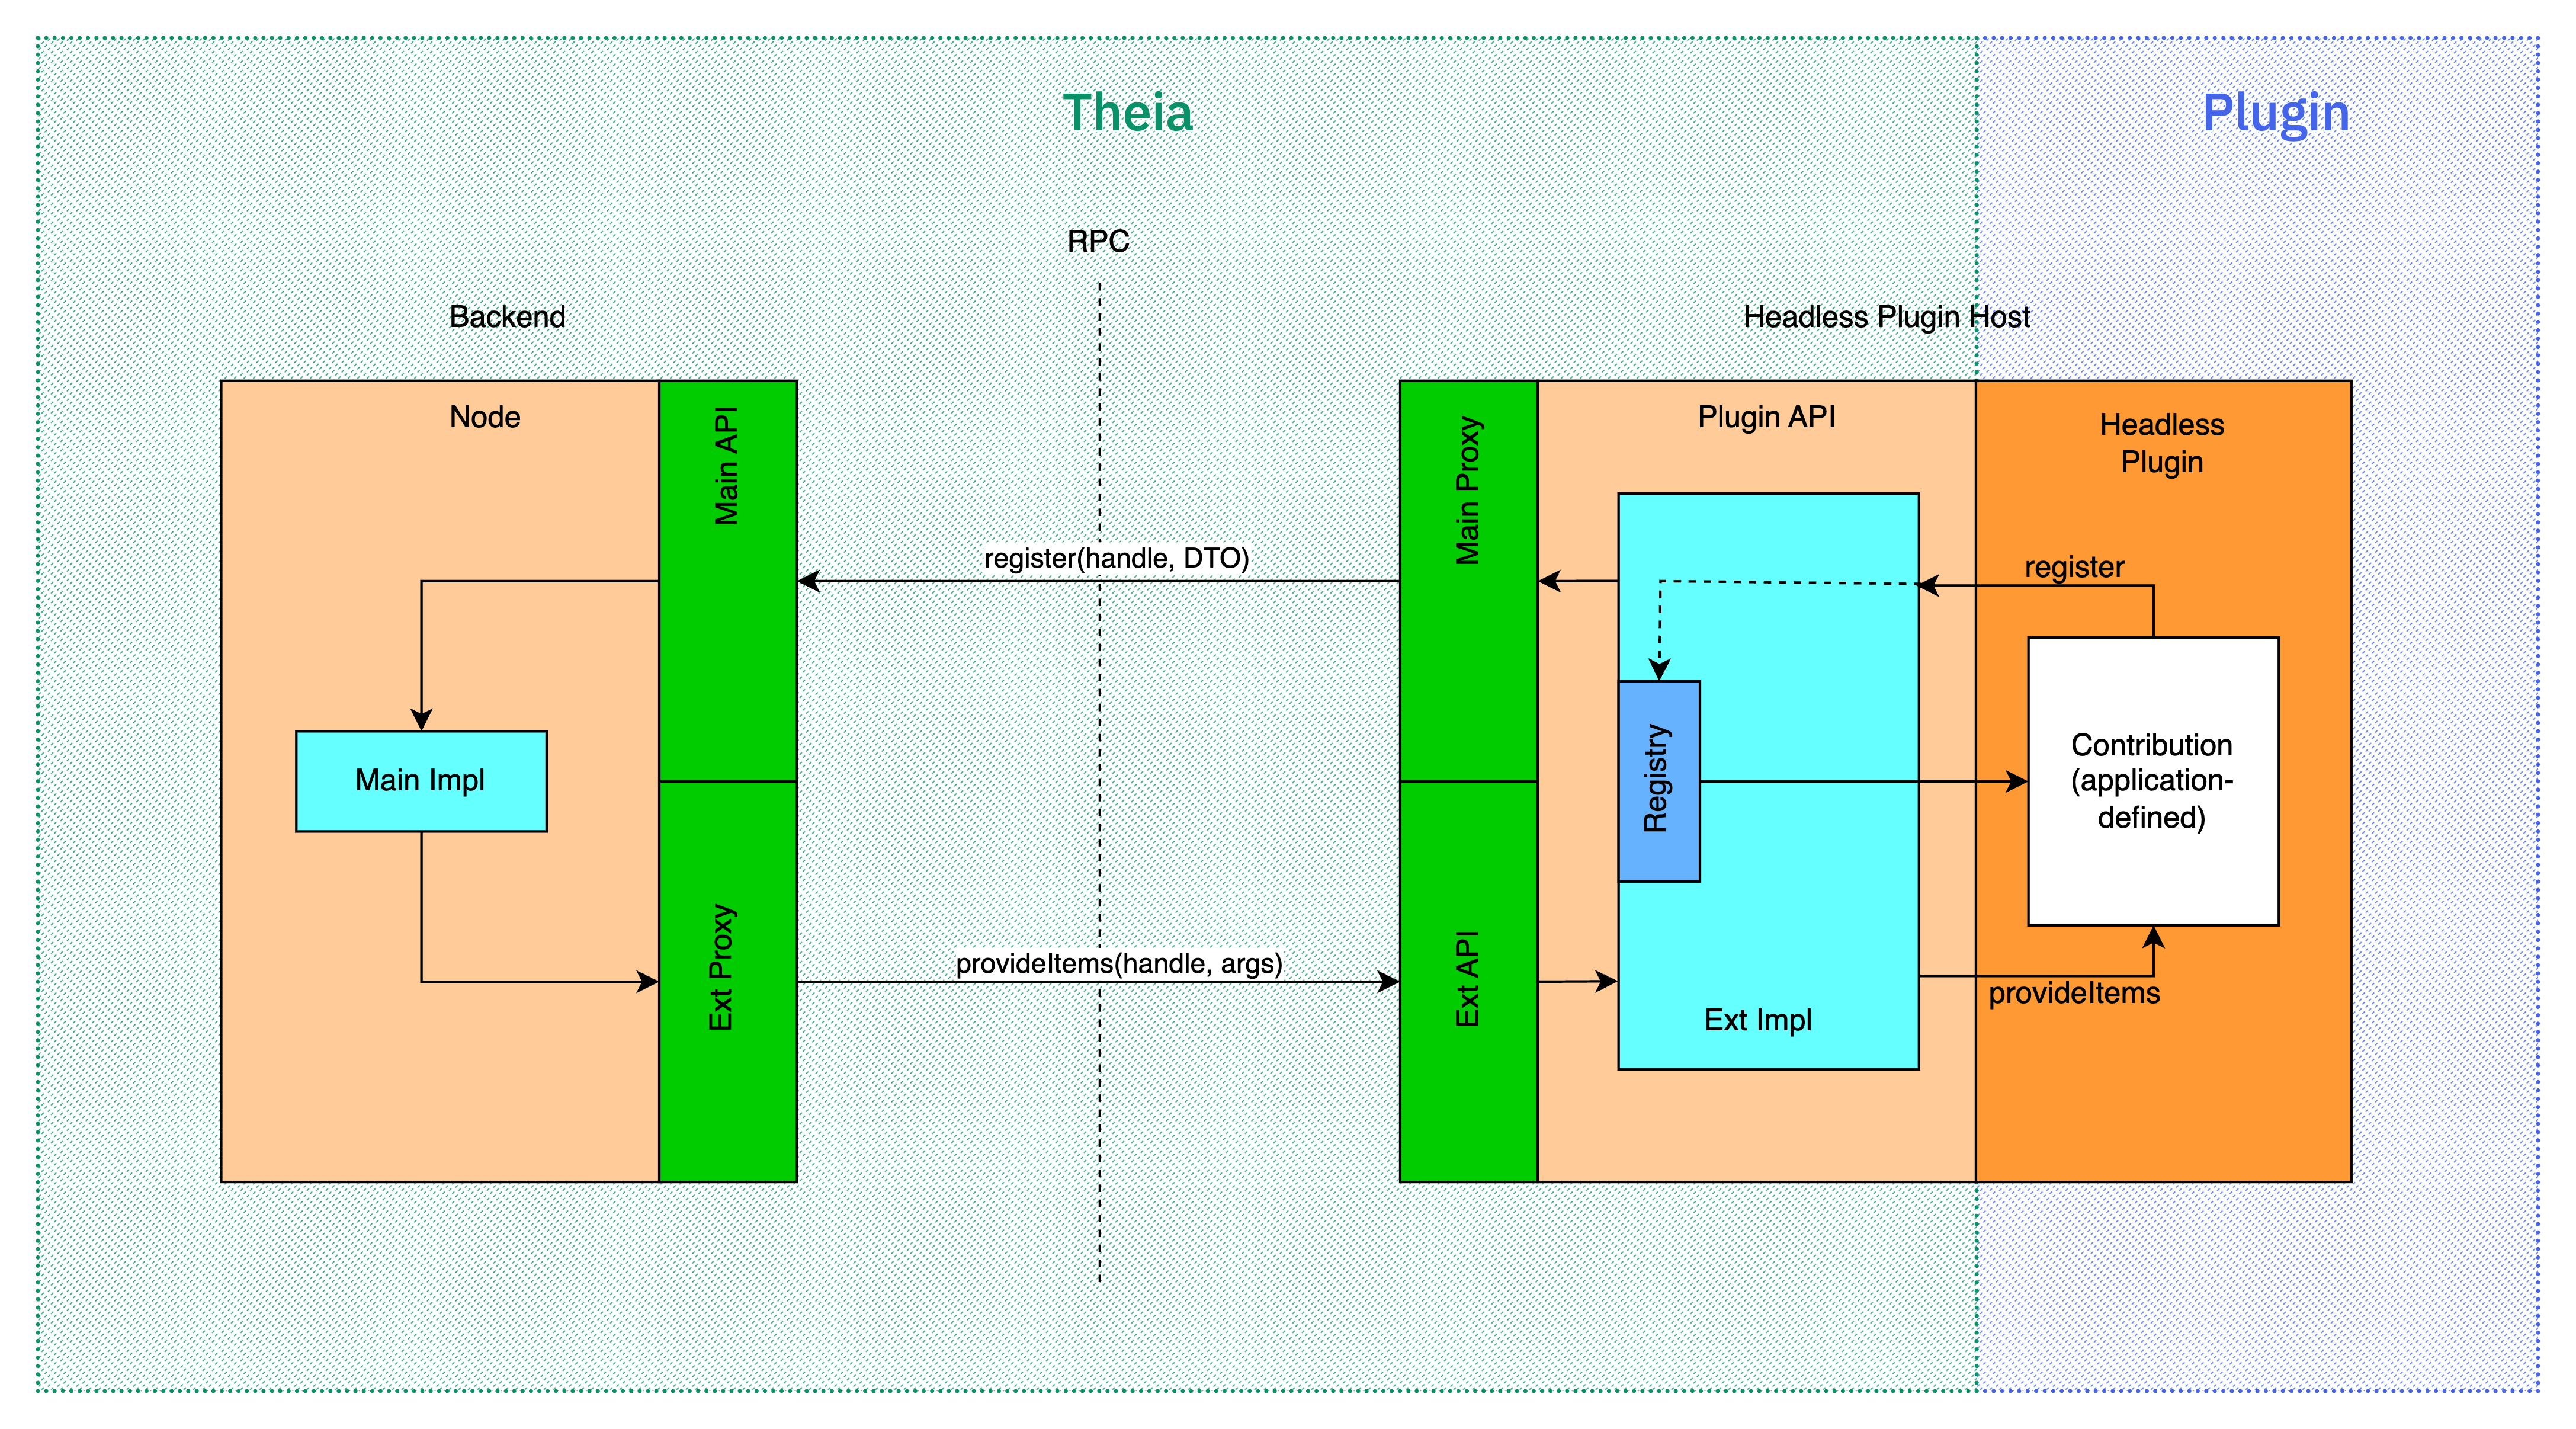 Theia
Plugin
RPC
Backend
Headless Plugin Host
Node
Main API
Main Proxy
Plugin API
Headless
Plugin
register(handle, DTO)
register
Main Impl
Registry
Contribution
(application-
defined)
Ext Proxy
provideItems(handle, args)
Ext API
Ext Impl
provideItems